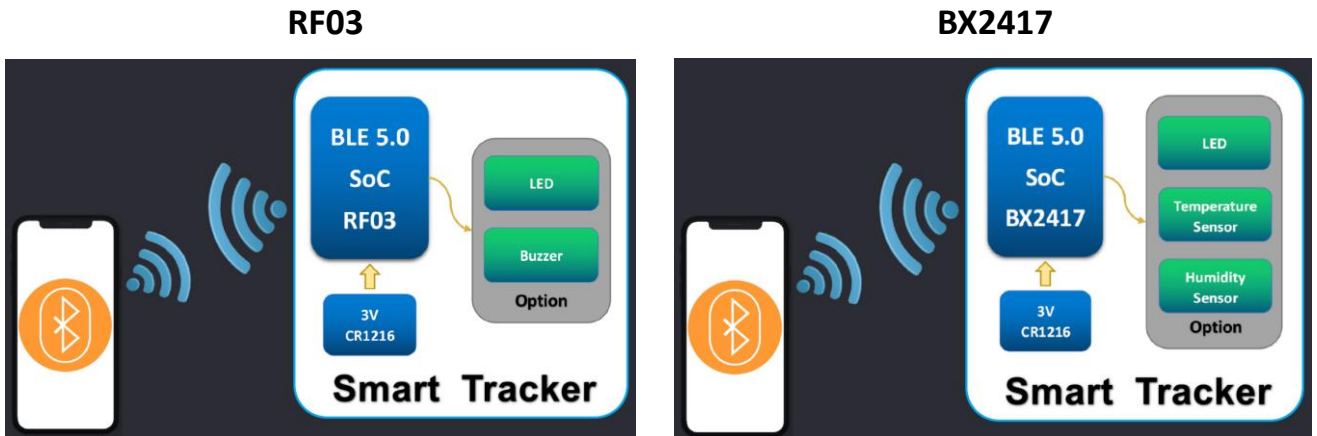 RF03
BLE 5.0
SoC
RF03
3V
CR1216
LED
Buzzer
Option
Smart Tracker
BX2417
BLE 5.0
SoC
BX2417
3V
CR1216
LED
Temperature
Sensor
Humidity
Sensor
Option
Smart Tracker